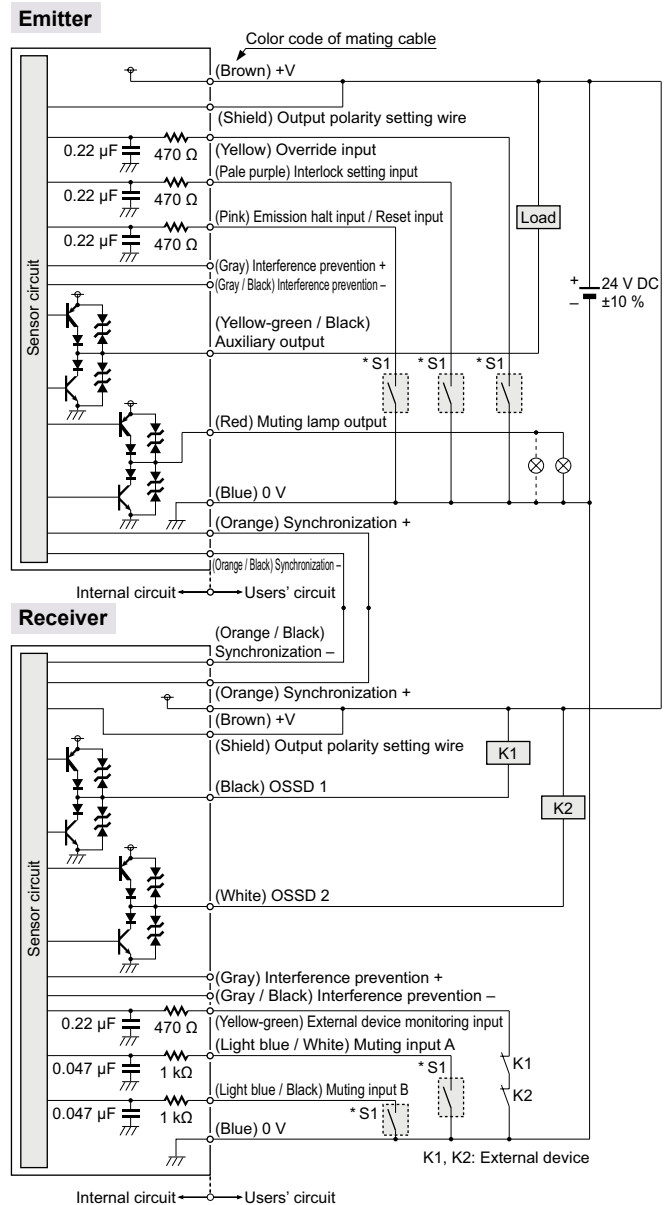 Emitter
Color code of mating cable
(Brown) +V
(Shield) Output polarity setting wire
0.22 µF
470 Ω
(Yellow) Override input
(Pale purple) Interlock setting input
0.22 µF
470 Ω
(Pink) Emission halt input / Reset input
0.22 µF
470 Ω
Load
(Gray) Interference prevention +
(Gray / Black) Interference prevention –
+
–
24 V DC
±10 %
Sensor circuit
(Yellow-green / Black)
Auxiliary output
* S1
* S1
* S1
(Red) Muting lamp output
(Blue) 0 V
(Orange) Synchronization +
(Orange / Black) Synchronization –
Internal circuit
Users' circuit
Receiver
(Orange / Black)
Synchronization –
(Orange) Synchronization +
(Brown) +V
(Shield) Output polarity setting wire
K1
(Black) OSSD 1
K2
Sensor circuit
(White) OSSD 2
(Gray) Interference prevention +
(Gray / Black) Interference prevention –
0.22 µF
470 Ω
(Yellow-green) External device monitoring input
(Light blue / White) Muting input A
0.047 µF
1 kΩ
* S1
K1
(Light blue / Black) Muting input B
K2
0.047 µF
1 kΩ
* S1
(Blue) 0 V
K1, K2: External device
Internal circuit
Users' circuit